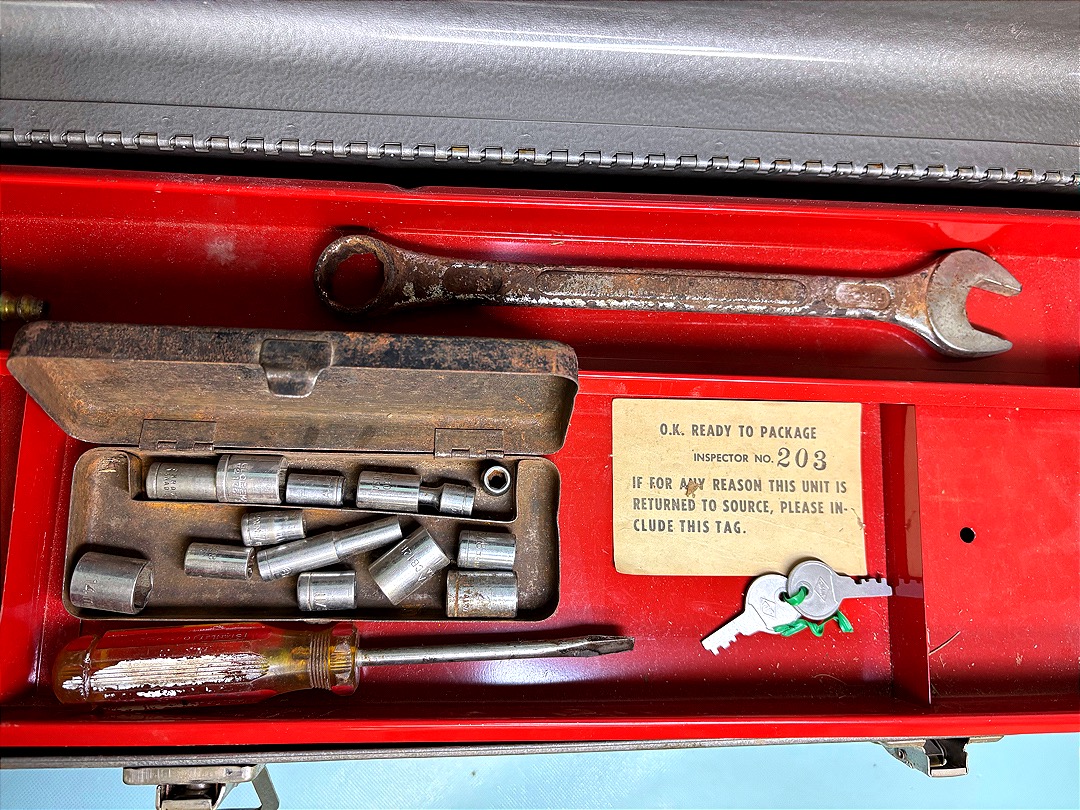 O.K. READY TO PACKAGE
INSPECTOR NO. 203
IF FOR ANY REASON THIS UNIT IS
RETURNED TO SOURCE, PLEASE IN-
CLUDE THIS TAG.